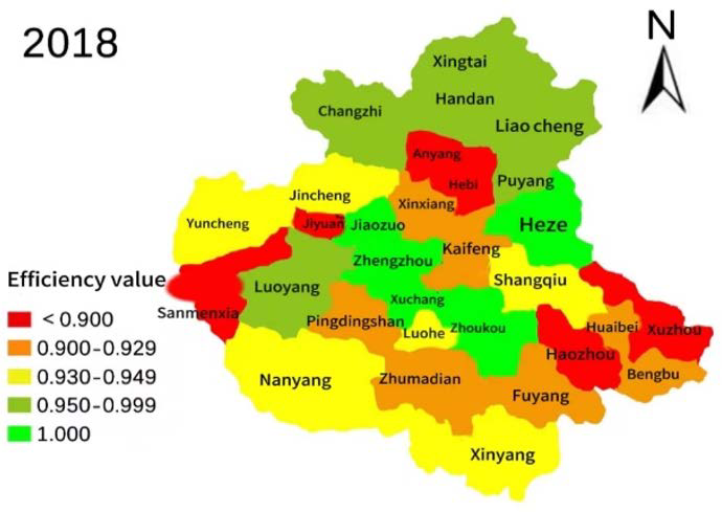 2018
N
Xingtai
Handan
Changzhi
Liao cheng
Anyang
Hebi
Puyang
Jincheng
Xinxiang
Yuncheng
Jiyuan
Jiaozuo
Heze
Kaifeng
Zhengzhou
Shangqiu
Luoyang
Xuchang
Sanmenxia
Pingdingshan
Luohe
Zhoukou
Huaibei
Xuzhou
Haozhou
Nanyang
Zhumadian
Bengbu
Fuyang
Xinyang
Efficiency value
< 0.900
0.900-0.929
0.930-0.949
0.950-0.999
1.000